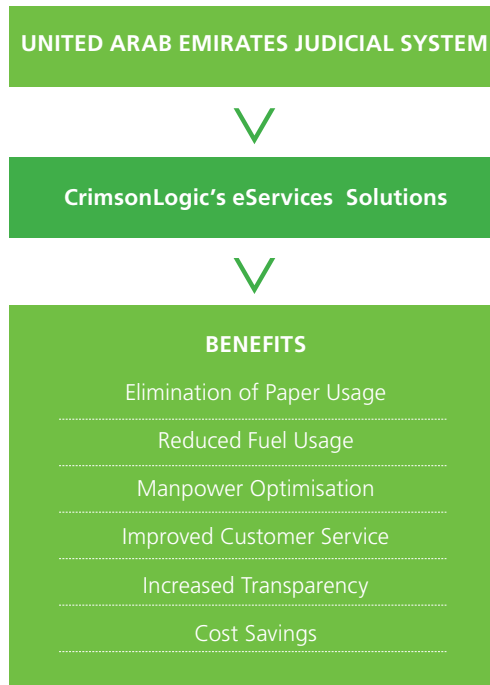 UNITED ARAB EMIRATES JUDICIAL SYSTEM
CrimsonLogic’s eServices Solutions
BENEFITS
Elimination of Paper Usage
Reduced Fuel Usage
Manpower Optimisation
Improved Customer Service
Increased Transparency
Cost Savings